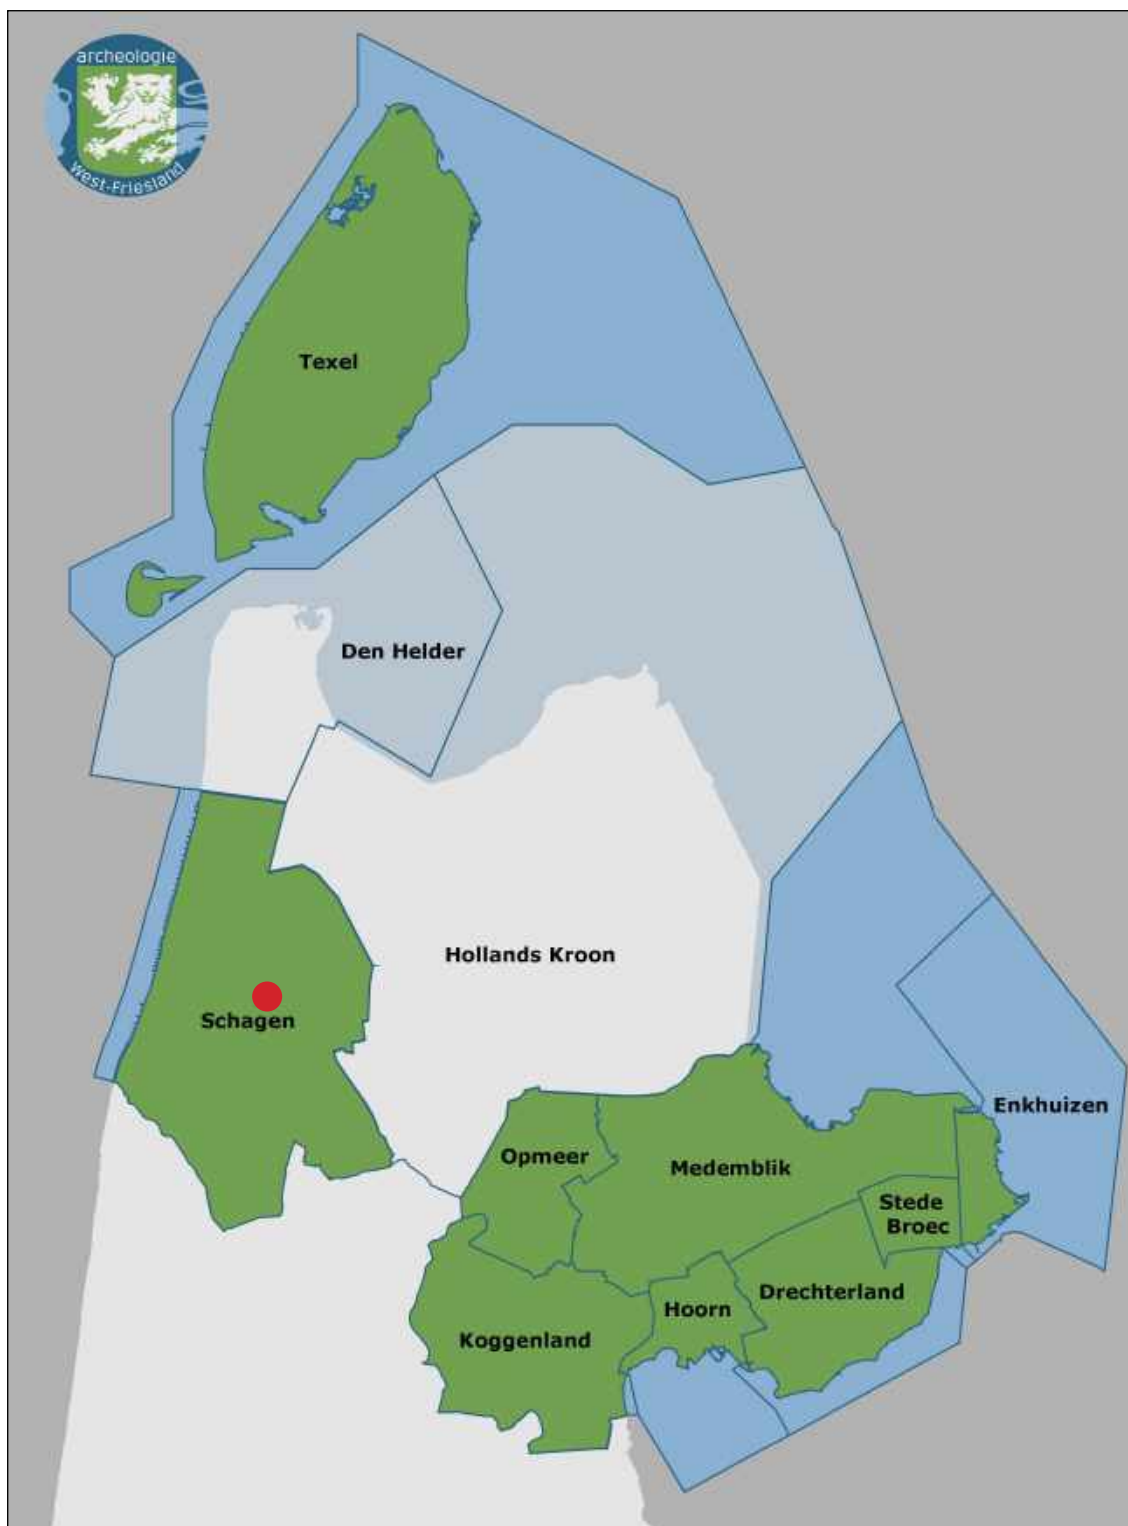 archeologie
West-Friesland
Texel
Den Helder
Hollands Kroon
Schagen
Enkhuizen
Opmeer
Medemblik
Stede
Broec
Drechterland
Hoorn
Koggenland